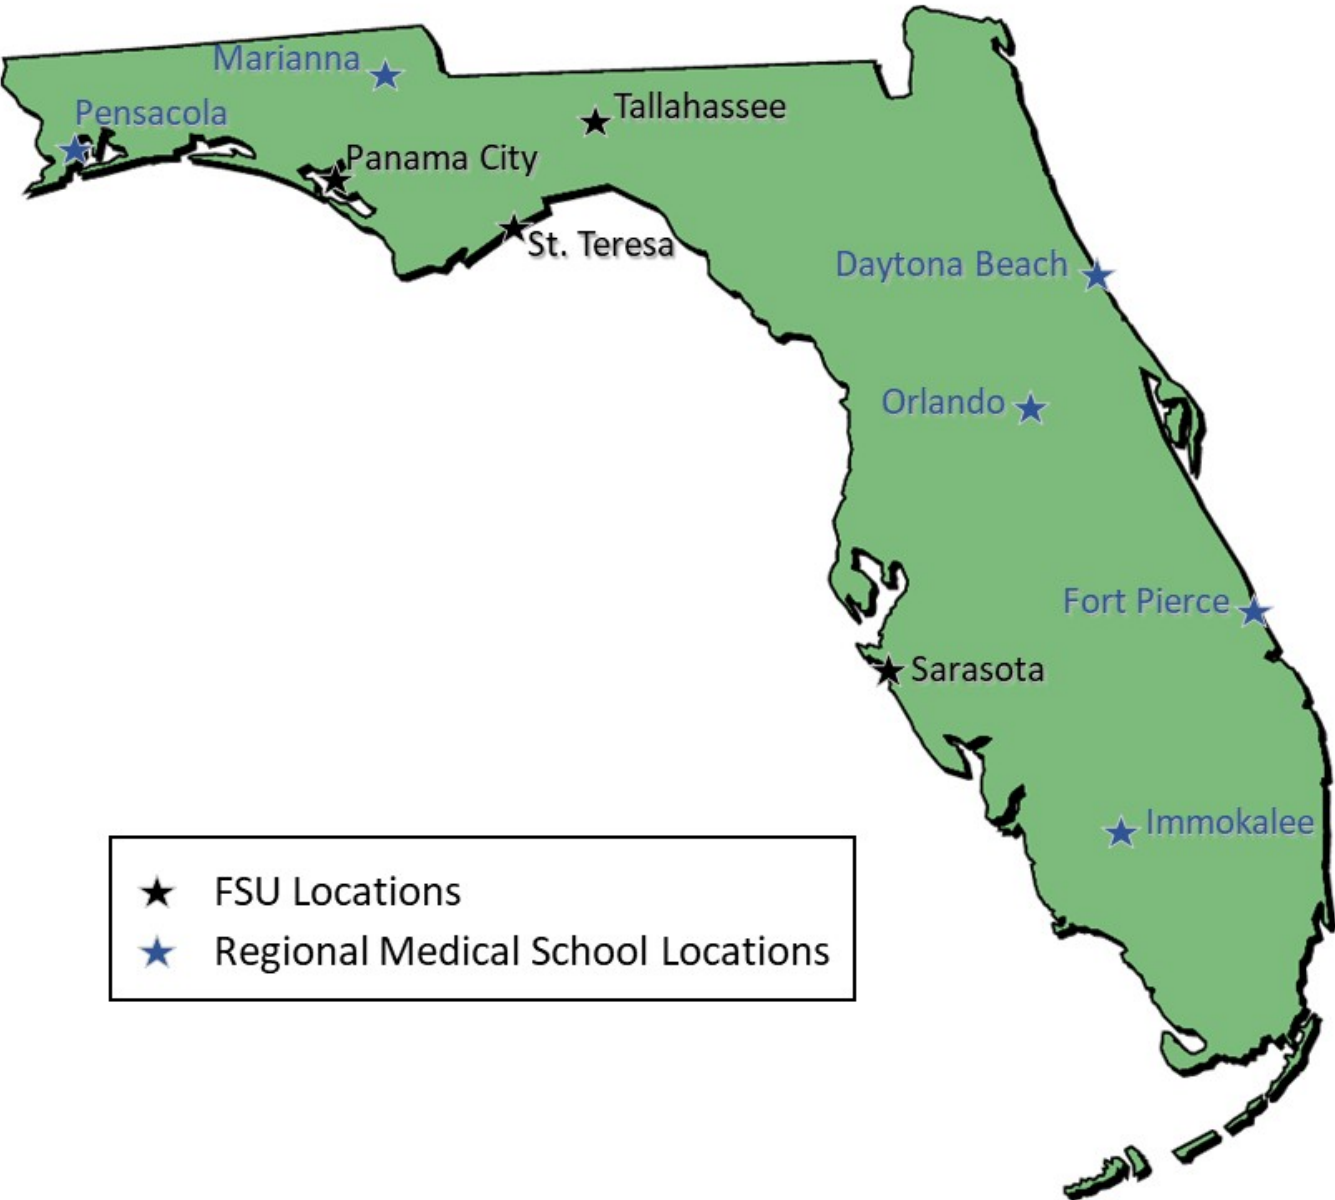 Marianna
Pensacola
Tallahassee
Panama City
St. Teresa
Daytona Beach
Orlando
Fort Pierce
Sarasota
Immokalee
FSU Locations
Regional Medical School Locations